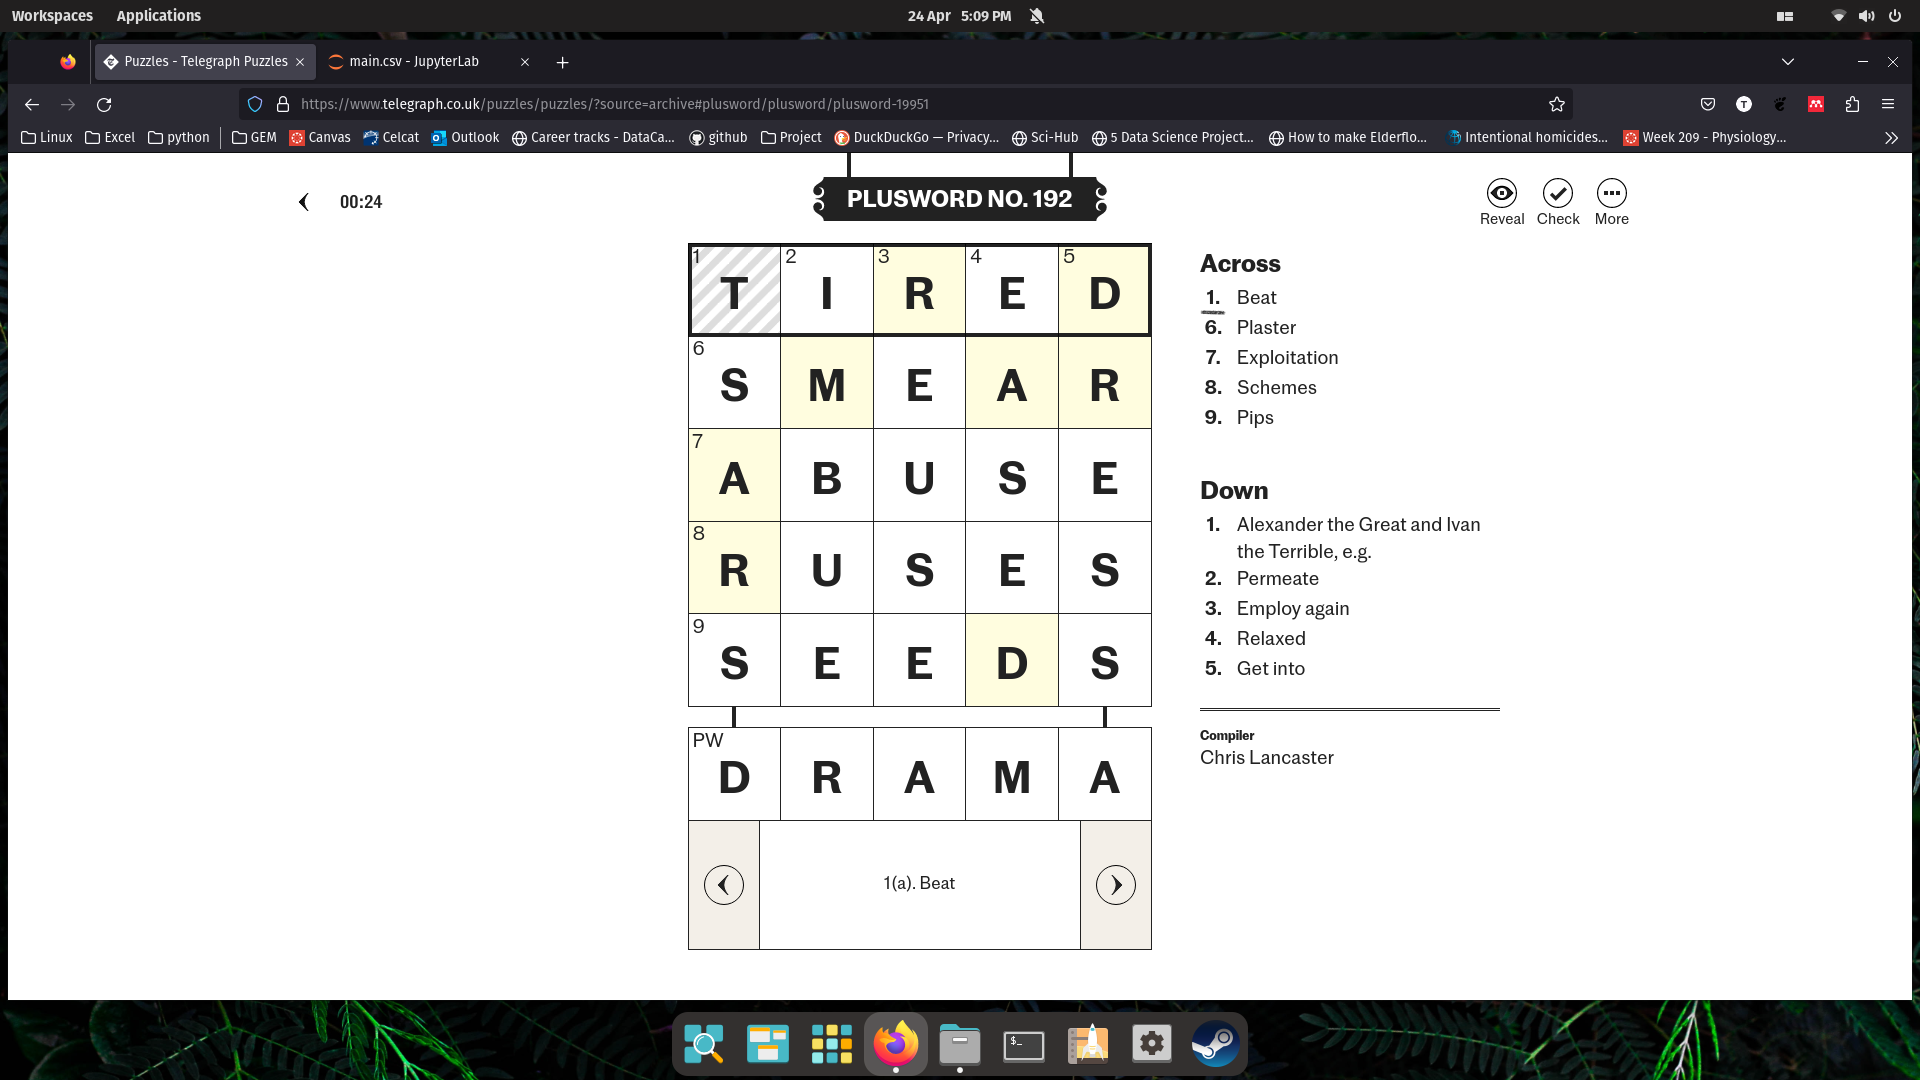 Workspaces Applications 24 Apr 5:09 PM
Puzzles - Telegraph Puzzles main.csv - JupyterLab
https://www.telegraph.co.uk/puzzles/puzzles/?source=archive#plusword/plusword/plusword-19951
Linux Excel python GEM Canvas Celcat Outlook Career tracks - DataCa... github Project DuckDuckGo — Privacy... Sci-Hub 5 Data Science Project... How to make Elderflo... Intentional homicides... Week 209 - Physiology...
00:24 PLUSWORD NO. 192
Reveal Check More
1 2 3 4 5
T I R E D
6
S M E A R
7
A B U S E
8
R U S E S
9
S E E D S
PW
D R A M A
1(a). Beat
Across
1. Beat
6. Plaster
7. Exploitation
8. Schemes
9. Pips
Down
1. Alexander the Great and Ivan
the Terrible, e.g.
2. Permeate
3. Employ again
4. Relaxed
5. Get into
Compiler
Chris Lancaster